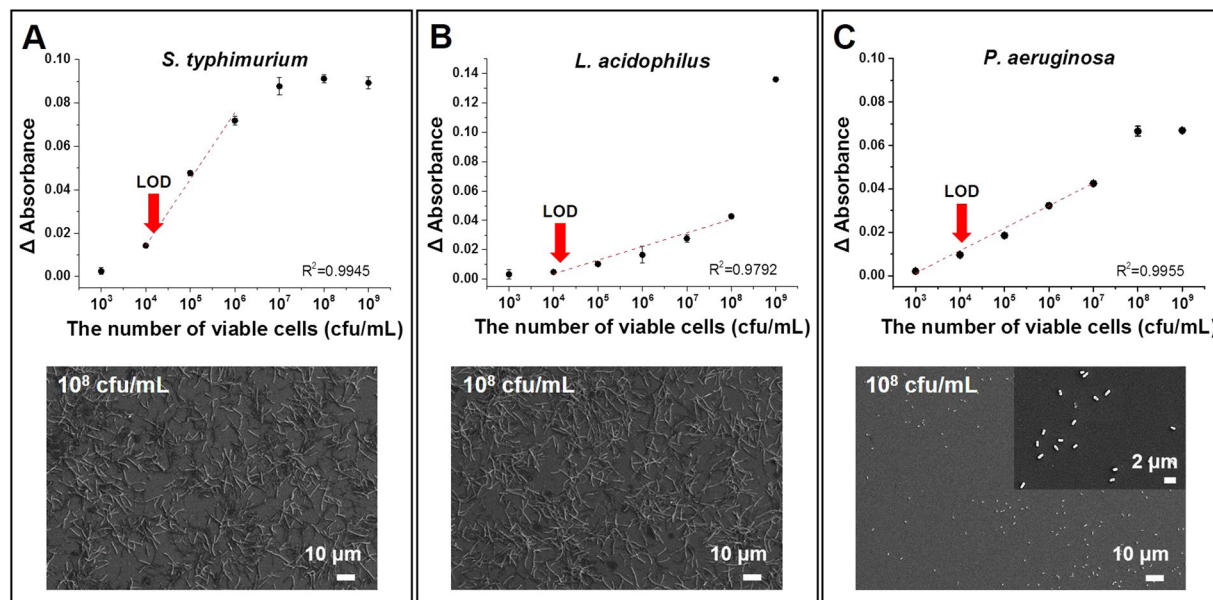 A
S. typhimurium
0.10
0.08
0.06
0.04
0.02
0.00
Δ Absorbance
LOD
R²=0.9945
10³ 10⁴ 10⁵ 10⁶ 10⁷ 10⁸ 10⁹
The number of viable cells (cfu/mL)
10⁸ cfu/mL
10 µm
B
L. acidophilus
0.14
0.12
0.10
0.08
0.06
0.04
0.02
0.00
Δ Absorbance
LOD
R²=0.9792
10³ 10⁴ 10⁵ 10⁶ 10⁷ 10⁸ 10⁹
The number of viable cells (cfu/mL)
10⁸ cfu/mL
10 µm
C
P. aeruginosa
0.10
0.08
0.06
0.04
0.02
0.00
Δ Absorbance
LOD
R²=0.9955
10³ 10⁴ 10⁵ 10⁶ 10⁷ 10⁸ 10⁹
The number of viable cells (cfu/mL)
10⁸ cfu/mL
2 µm
10 µm